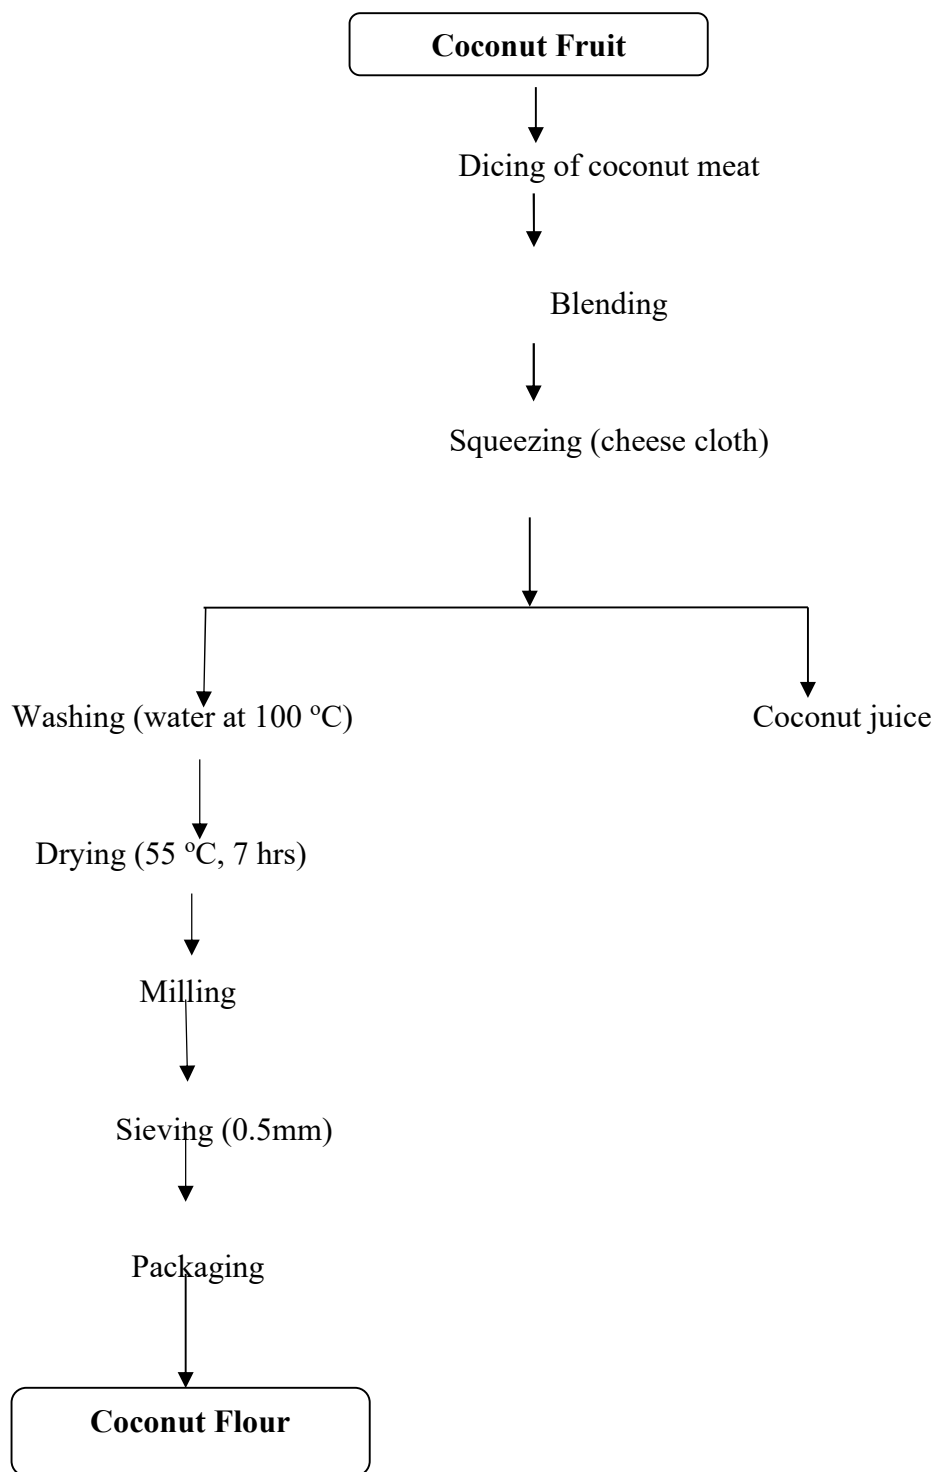 Coconut Fruit
Dicing of coconut meat
Blending
Squeezing (cheese cloth)
Washing (water at 100 ºC)
Coconut juice
Drying (55 ºC, 7 hrs)
Milling
Sieving (0.5mm)
Packaging
Coconut Flour